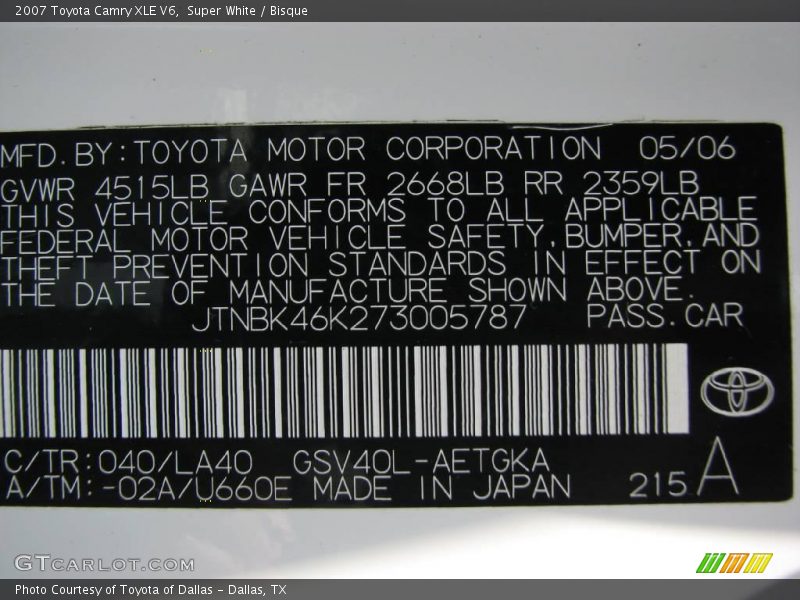 2007 Toyota Camry XLE V6, Super White / Bisque
MFD. BY: TOYOTA MOTOR CORPORATION 05/06
GVWR 4515LB GAWR FR 2668LB RR 2359LB
THIS VEHICLE CONFORMS TO ALL APPLICABLE
FEDERAL MOTOR VEHICLE SAFETY, BUMPER, AND
THEFT PREVENTION STANDARDS IN EFFECT ON
THE DATE OF MANUFACTURE SHOWN ABOVE.
JTNBK46K273005787 PASS. CAR
C/TR: 040/LA40 GSV40L-AETGKA
A/TM: -02A/U660E MADE IN JAPAN 215 A
GTCARLOT.COM
Photo Courtesy of Toyota of Dallas - Dallas, TX